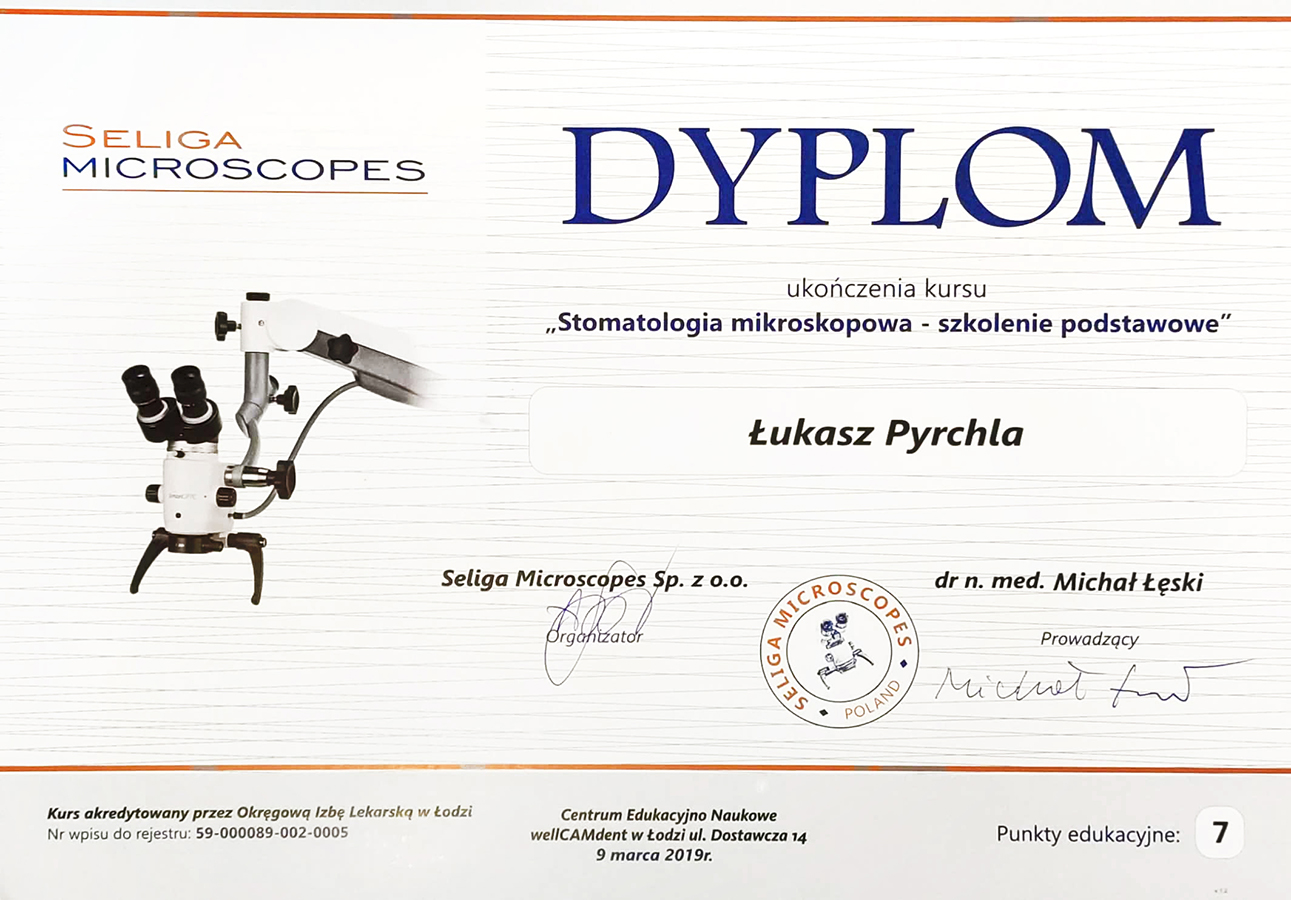 SELIGA
MICROSCOPES
DYPLOM
ukończenia kursu
„Stomatologia mikroskopowa - szkolenie podstawowe”
Łukasz Pyrchla
Seliga Microscopes Sp. z o.o.
Organizator
SELIGA MICROSCOPES
POLAND
dr n. med. Michał Łęski
Prowadzący
Kurs akredytowany przez Okręgową Izbę Lekarską w Łodzi
Nr wpisu do rejestru: 59-000089-002-0005
Centrum Edukacyjno Naukowe
wellCAMdent w Łodzi ul. Dostawcza 14
9 marca 2019r.
Punkty edukacyjne: 7